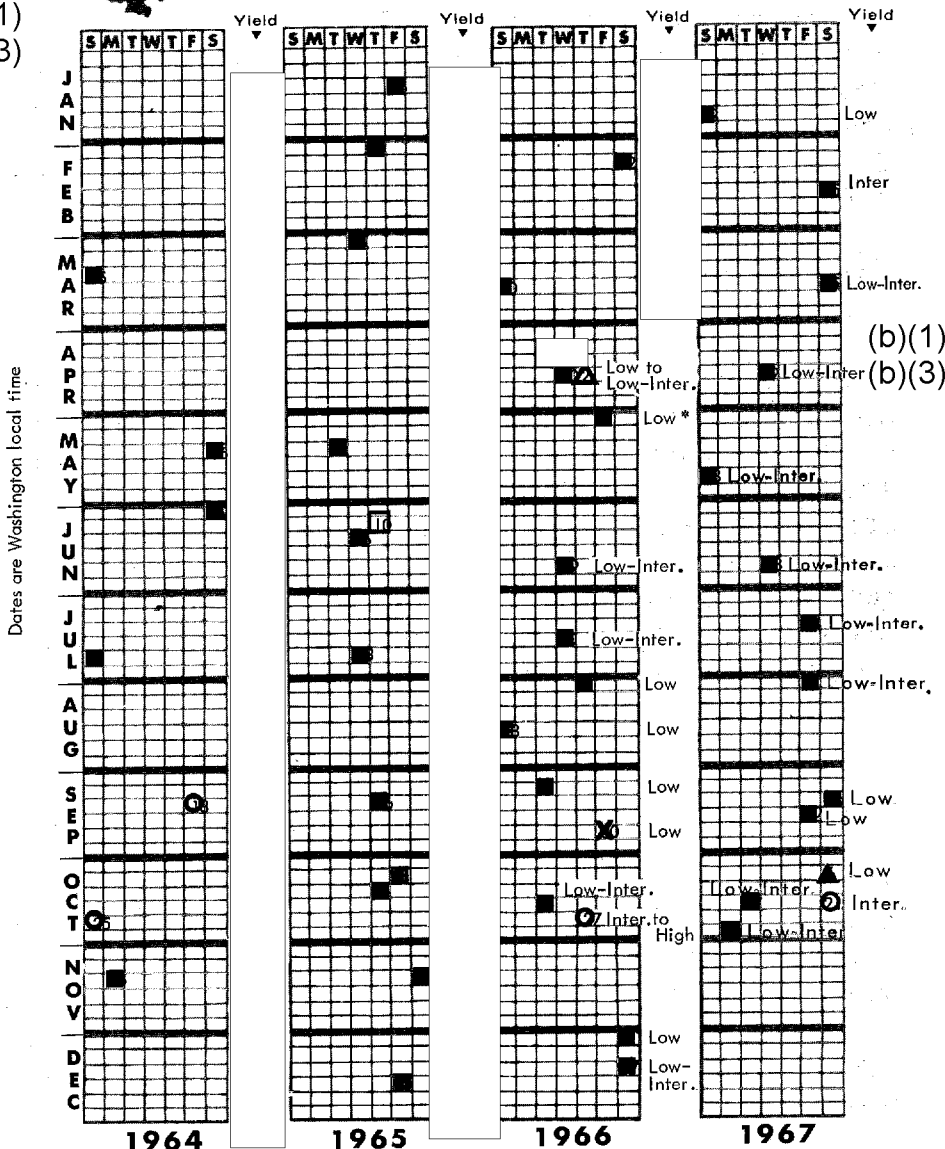 1)
3)
Yield Yield Yield Yield
S M T W T F S S M T W T F S S M T W T F S S M T W T F S
JAN
Low
FEB
Inter
MAR
Low-Inter.
(b)(1)
(b)(3)
APR
Low to
Low-Inter.
Low-Inter
Low *
MAY
Low-Inter.
JUN
10
Low-Inter.
Low-Inter.
JUL
Low-Inter.
Low-Inter.
Low
Low-Inter.
AUG
Low
SEP
18
Low
Low
Low
Low
OCT
Low
Low-Inter.
Low-Inter.
Inter.
27 Inter. to
High
Low-Inter
NOV
Low
Low-
Inter.
DEC
Dates are Washington local time
1964 1965 1966 1967